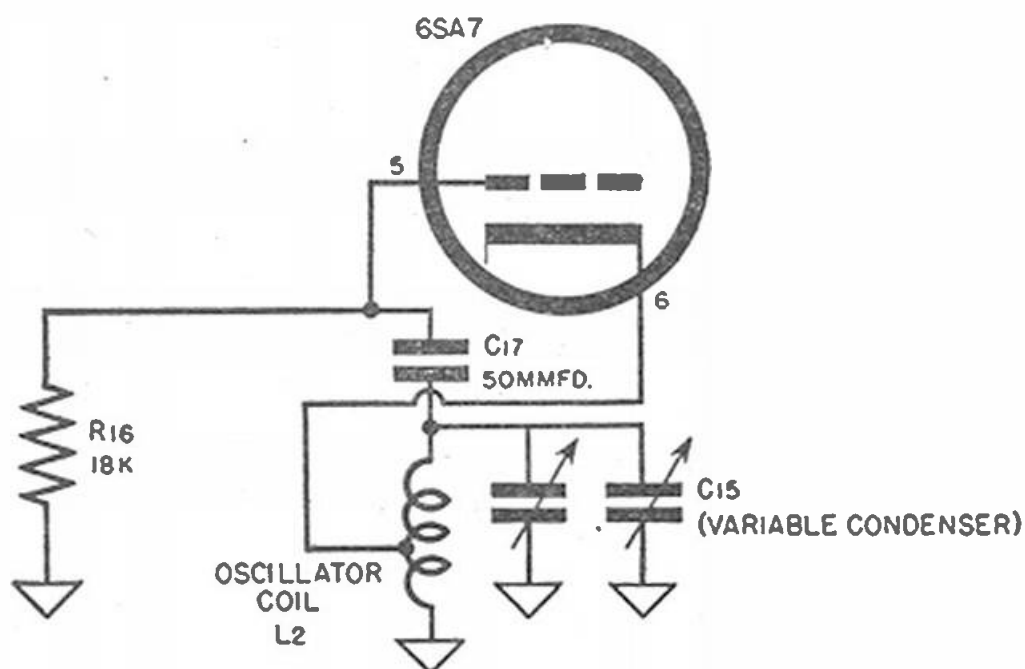 6SA7
5
6
C17
50MMFD.
R16
18K
C15
(VARIABLE CONDENSER)
OSCILLATOR
COIL
L2